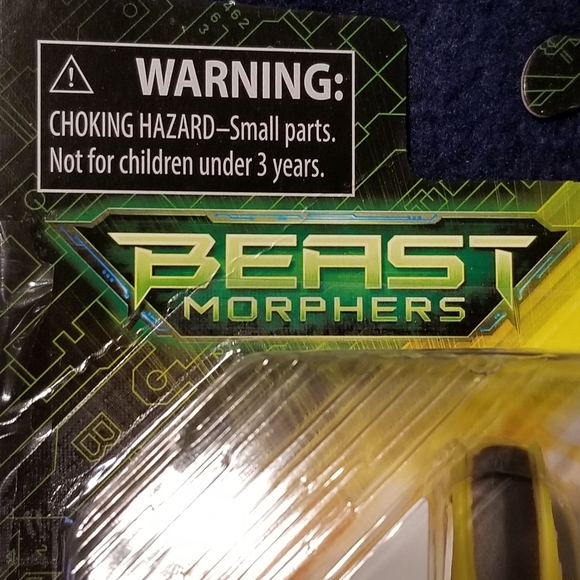 WARNING:
CHOKING HAZARD–Small parts.
Not for children under 3 years.
BEAST
MORPHERS